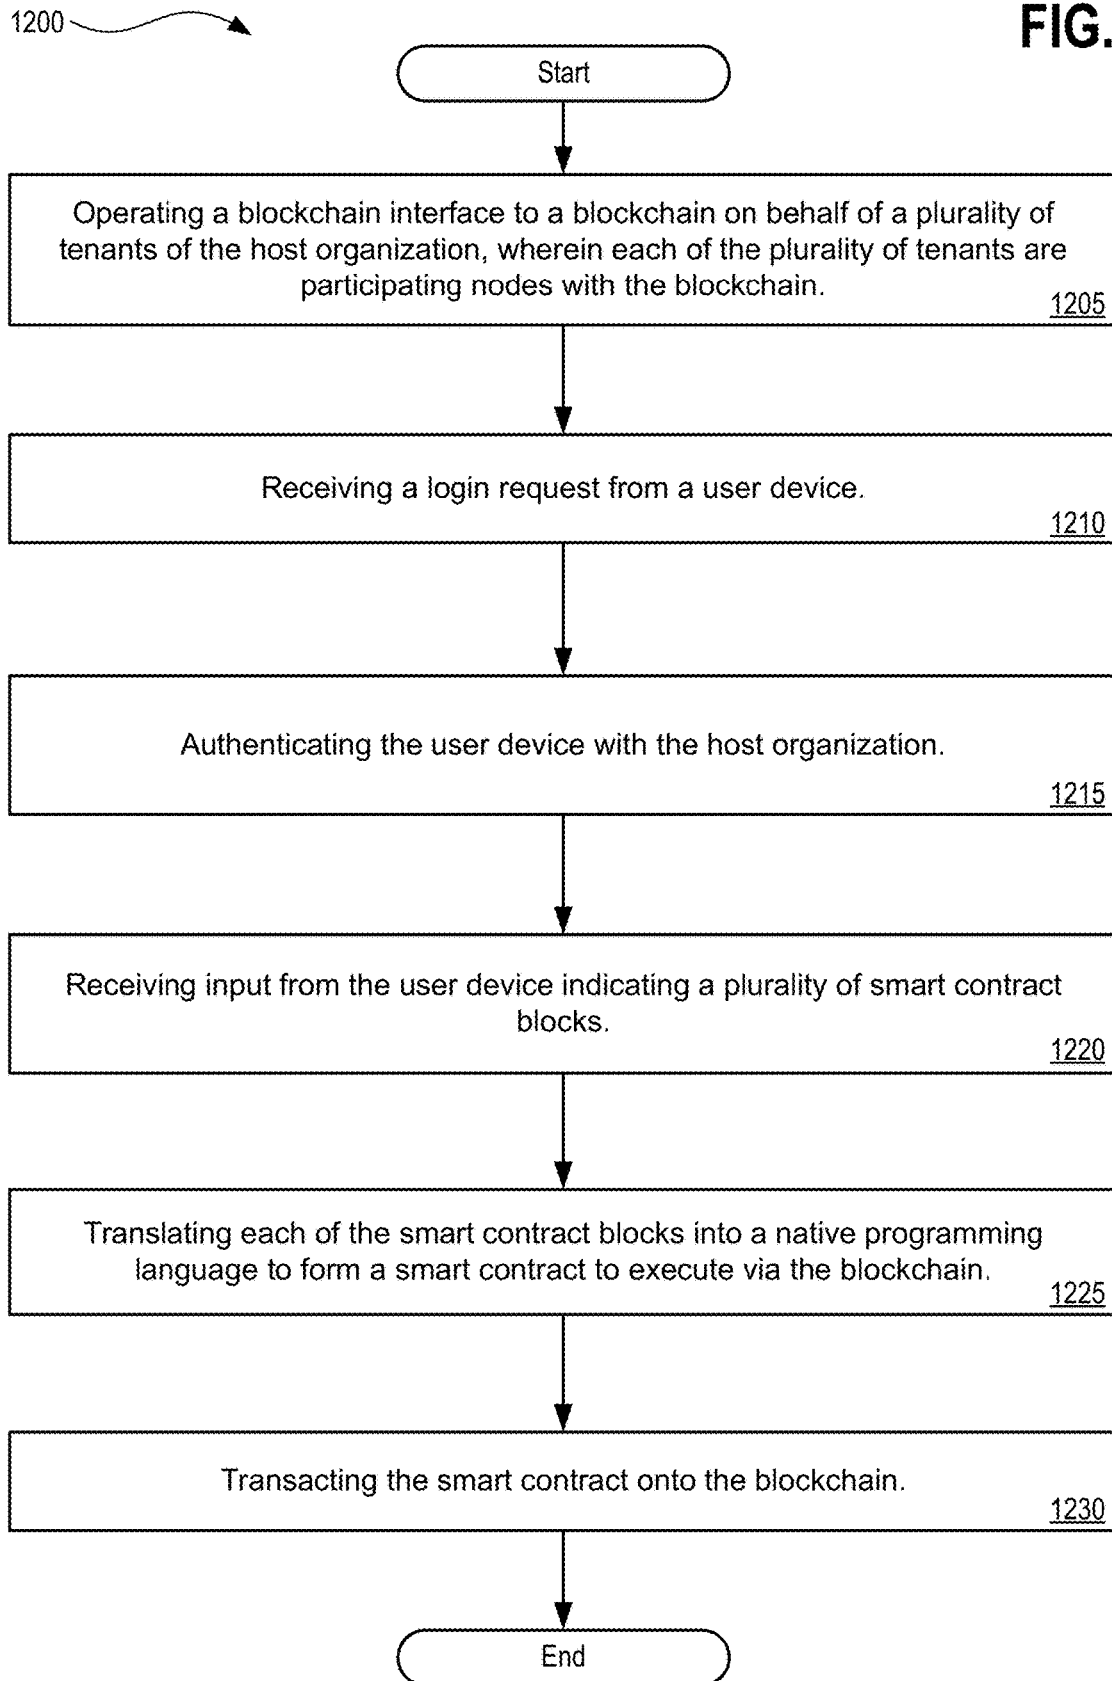 1200
FIG.
Start
Operating a blockchain interface to a blockchain on behalf of a plurality of
tenants of the host organization, wherein each of the plurality of tenants are
participating nodes with the blockchain.
1205
Receiving a login request from a user device.
1210
Authenticating the user device with the host organization.
1215
Receiving input from the user device indicating a plurality of smart contract
blocks.
1220
Translating each of the smart contract blocks into a native programming
language to form a smart contract to execute via the blockchain.
1225
Transacting the smart contract onto the blockchain.
1230
End